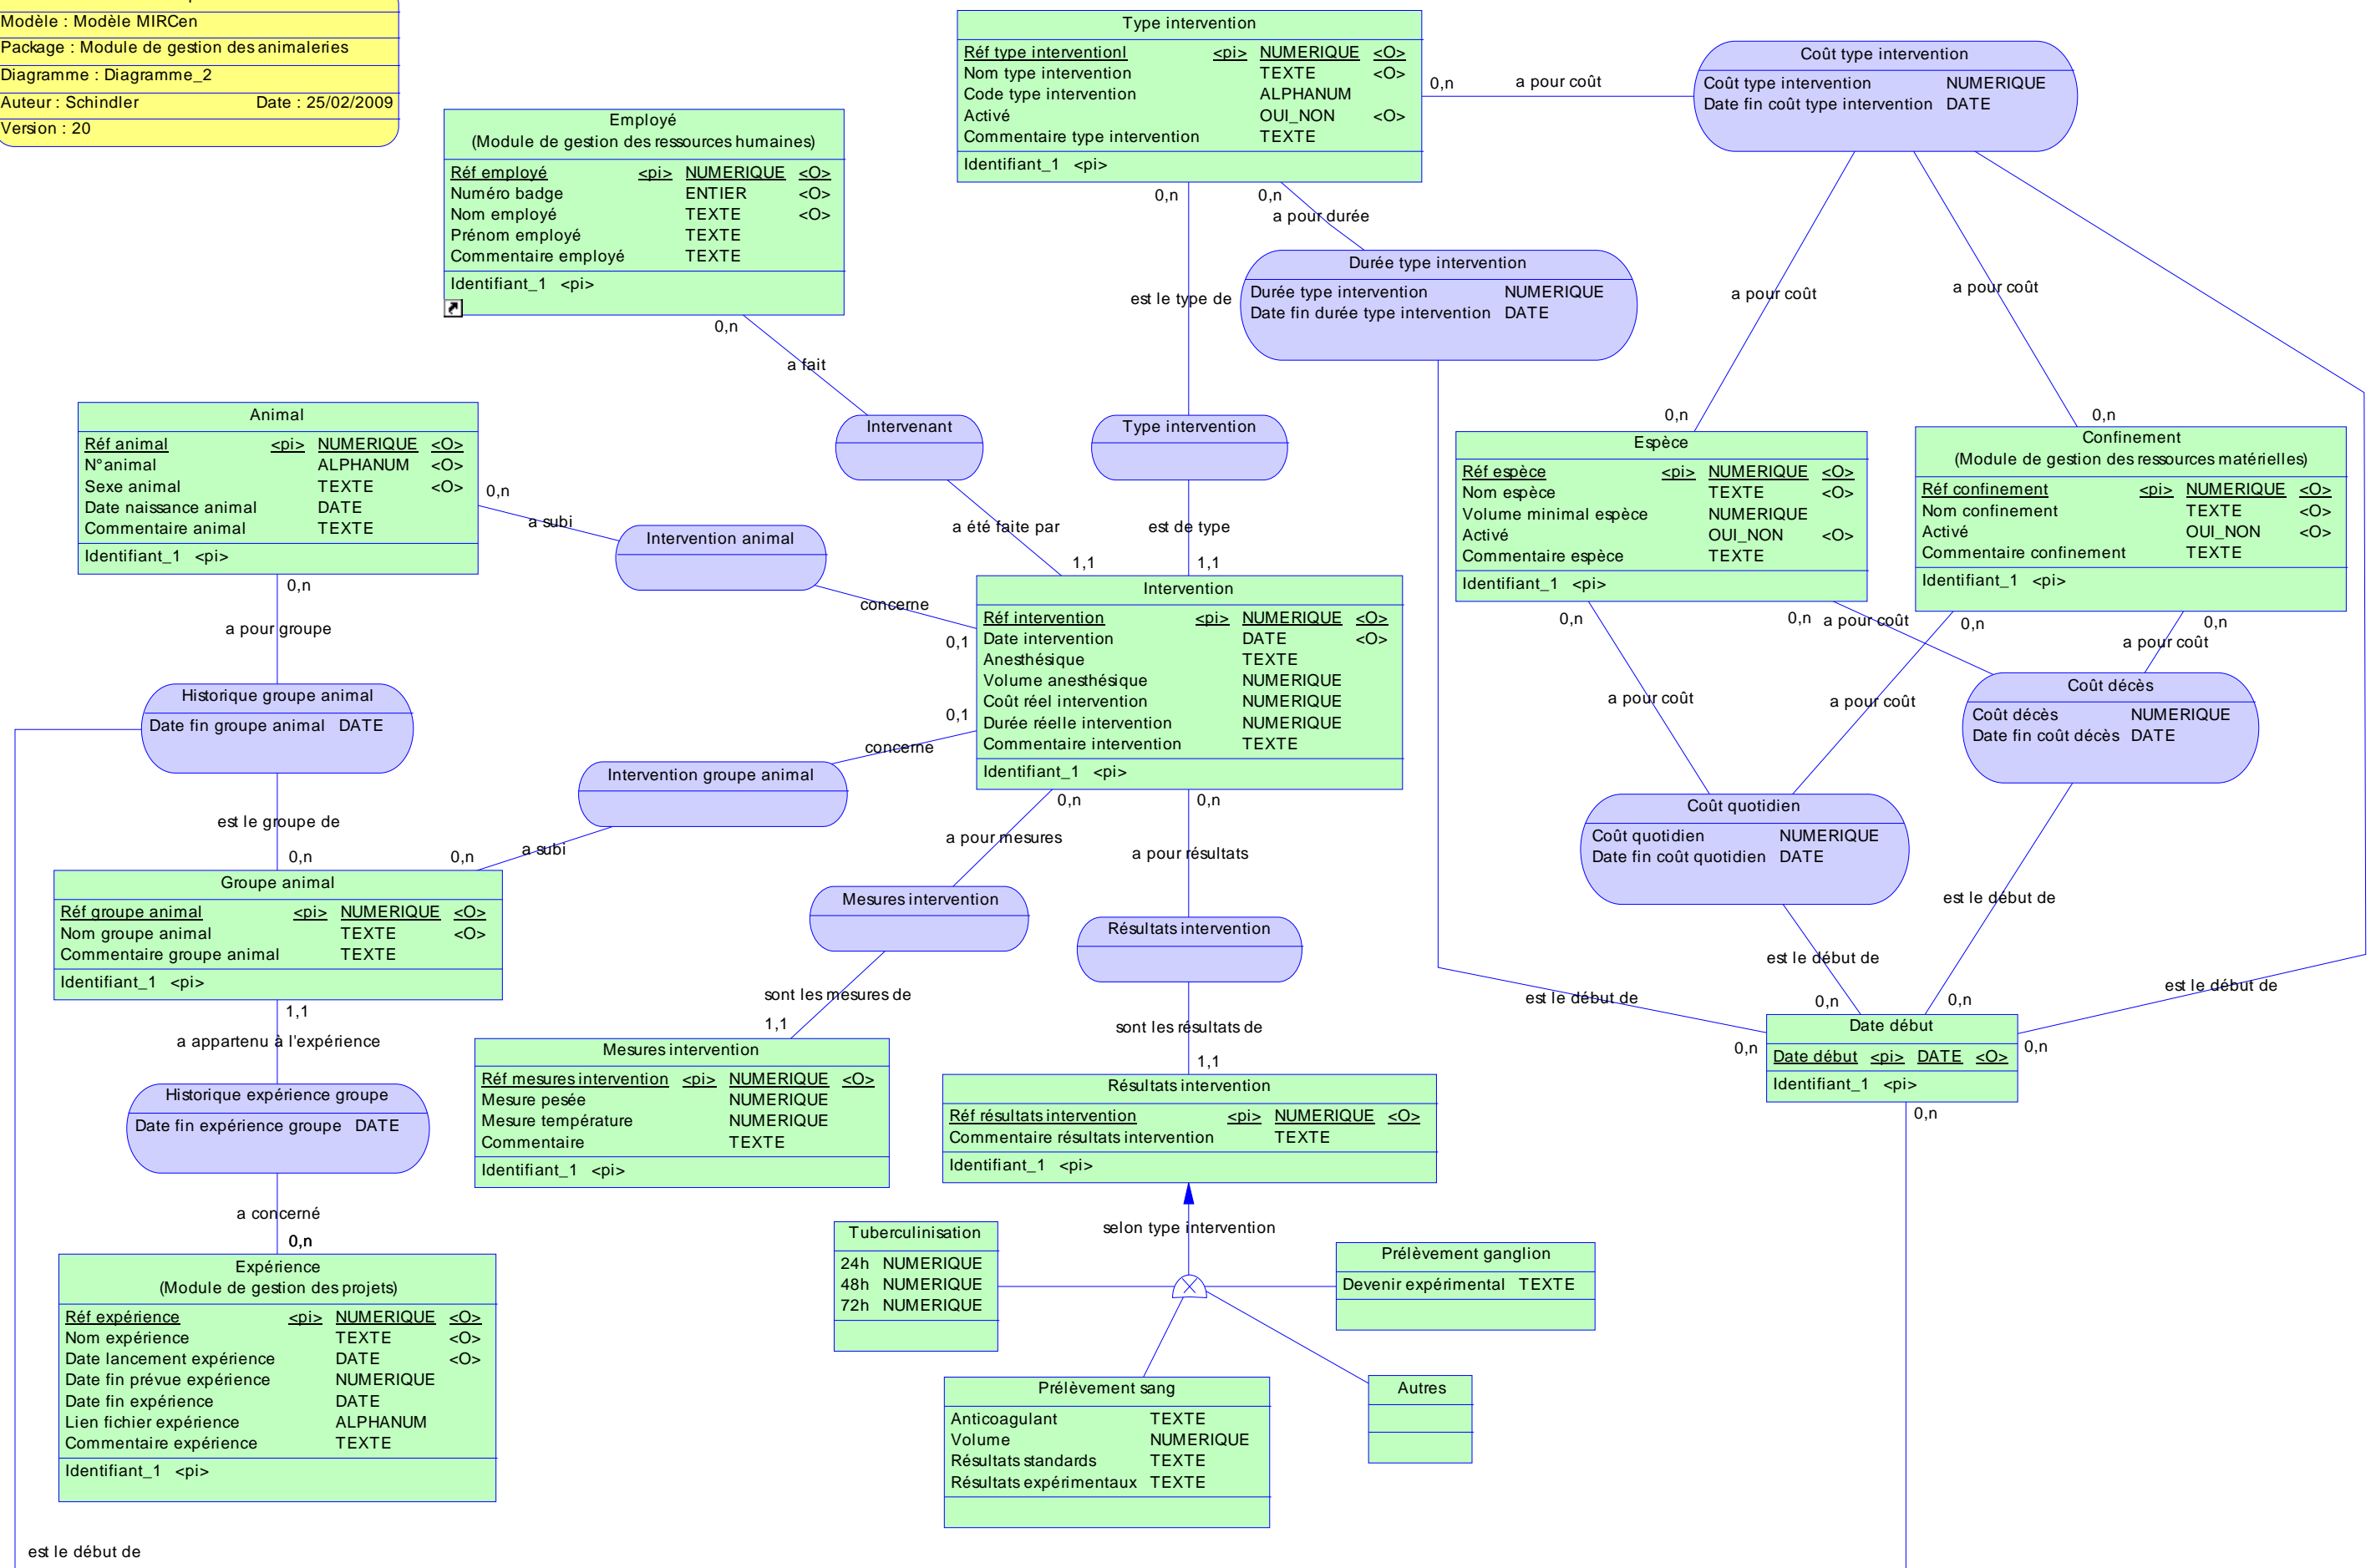 Modèle : Modèle MIRCen
Package : Module de gestion des animaleries
Diagramme : Diagramme_2
Auteur : Schindler Date : 25/02/2009
Version : 20
Type intervention
Réf type interventionl <pi> NUMERIQUE <O>
Nom type intervention TEXTE <O>
Code type intervention ALPHANUM
Activé OUI_NON <O>
Commentaire type intervention TEXTE
Identifiant_1 <pi>
0,n
a pour coût
Coût type intervention
Coût type intervention NUMERIQUE
Date fin coût type intervention DATE
Employé
(Module de gestion des ressources humaines)
Réf employé <pi> NUMERIQUE <O>
Numéro badge ENTIER <O>
Nom employé TEXTE <O>
Prénom employé TEXTE
Commentaire employé TEXTE
Identifiant_1 <pi>
0,n
a fait
0,n
0,n
a pour durée
est le type de
Durée type intervention
Durée type intervention NUMERIQUE
Date fin durée type intervention DATE
a pour coût
a pour coût
Animal
Réf animal <pi> NUMERIQUE <O>
N°animal ALPHANUM <O>
Sexe animal TEXTE <O>
Date naissance animal DATE
Commentaire animal TEXTE
Identifiant_1 <pi>
0,n
a subi
Intervention animal
concerne
0,1
Intervenant
a été faite par
1,1
Type intervention
est de type
1,1
0,n
Espèce
Réf espèce <pi> NUMERIQUE <O>
Nom espèce TEXTE <O>
Volume minimal espèce NUMERIQUE
Activé OUI_NON <O>
Commentaire espèce TEXTE
Identifiant_1 <pi>
0,n
Confinement
(Module de gestion des ressources matérielles)
Réf confinement <pi> NUMERIQUE <O>
Nom confinement TEXTE <O>
Activé OUI_NON <O>
Commentaire confinement TEXTE
Identifiant_1 <pi>
Intervention
Réf intervention <pi> NUMERIQUE <O>
Date intervention DATE <O>
Anesthésique TEXTE
Volume anesthésique NUMERIQUE
Coût réel intervention NUMERIQUE
Durée réelle intervention NUMERIQUE
Commentaire intervention TEXTE
Identifiant_1 <pi>
0,n
0,n
a pour coût
0,n
0,n
a pour coût
a pour coût
a pour coût
Coût décès
Coût décès NUMERIQUE
Date fin coût décès DATE
Coût quotidien
Coût quotidien NUMERIQUE
Date fin coût quotidien DATE
0,n
a pour groupe
Historique groupe animal
Date fin groupe animal DATE
est le groupe de
0,n
0,1
concerne
Intervention groupe animal
a subi
0,n
Groupe animal
Réf groupe animal <pi> NUMERIQUE <O>
Nom groupe animal TEXTE <O>
Commentaire groupe animal TEXTE
Identifiant_1 <pi>
0,n
a pour mesures
0,n
a pour résultats
Mesures intervention
sont les mesures de
1,1
Résultats intervention
sont les résultats de
1,1
est le début de
est le début de
est le début de
est le début de
0,n
0,n
0,n
0,n
Date début
Date début <pi> DATE <O>
Identifiant_1 <pi>
0,n
1,1
a appartenu à l'expérience
Historique expérience groupe
Date fin expérience groupe DATE
a concerné
0,n
Mesures intervention
Réf mesures intervention <pi> NUMERIQUE <O>
Mesure pesée NUMERIQUE
Mesure température NUMERIQUE
Commentaire TEXTE
Identifiant_1 <pi>
Résultats intervention
Réf résultats intervention <pi> NUMERIQUE <O>
Commentaire résultats intervention TEXTE
Identifiant_1 <pi>
selon type intervention
Tuberculinisation
24h NUMERIQUE
48h NUMERIQUE
72h NUMERIQUE
Prélèvement ganglion
Devenir expérimental TEXTE
Expérience
(Module de gestion des projets)
Réf expérience <pi> NUMERIQUE <O>
Nom expérience TEXTE <O>
Date lancement expérience DATE <O>
Date fin prévue expérience NUMERIQUE
Date fin expérience DATE
Lien fichier expérience ALPHANUM
Commentaire expérience TEXTE
Identifiant_1 <pi>
Prélèvement sang
Anticoagulant TEXTE
Volume NUMERIQUE
Résultats standards TEXTE
Résultats expérimentaux TEXTE
Autres
est le début de